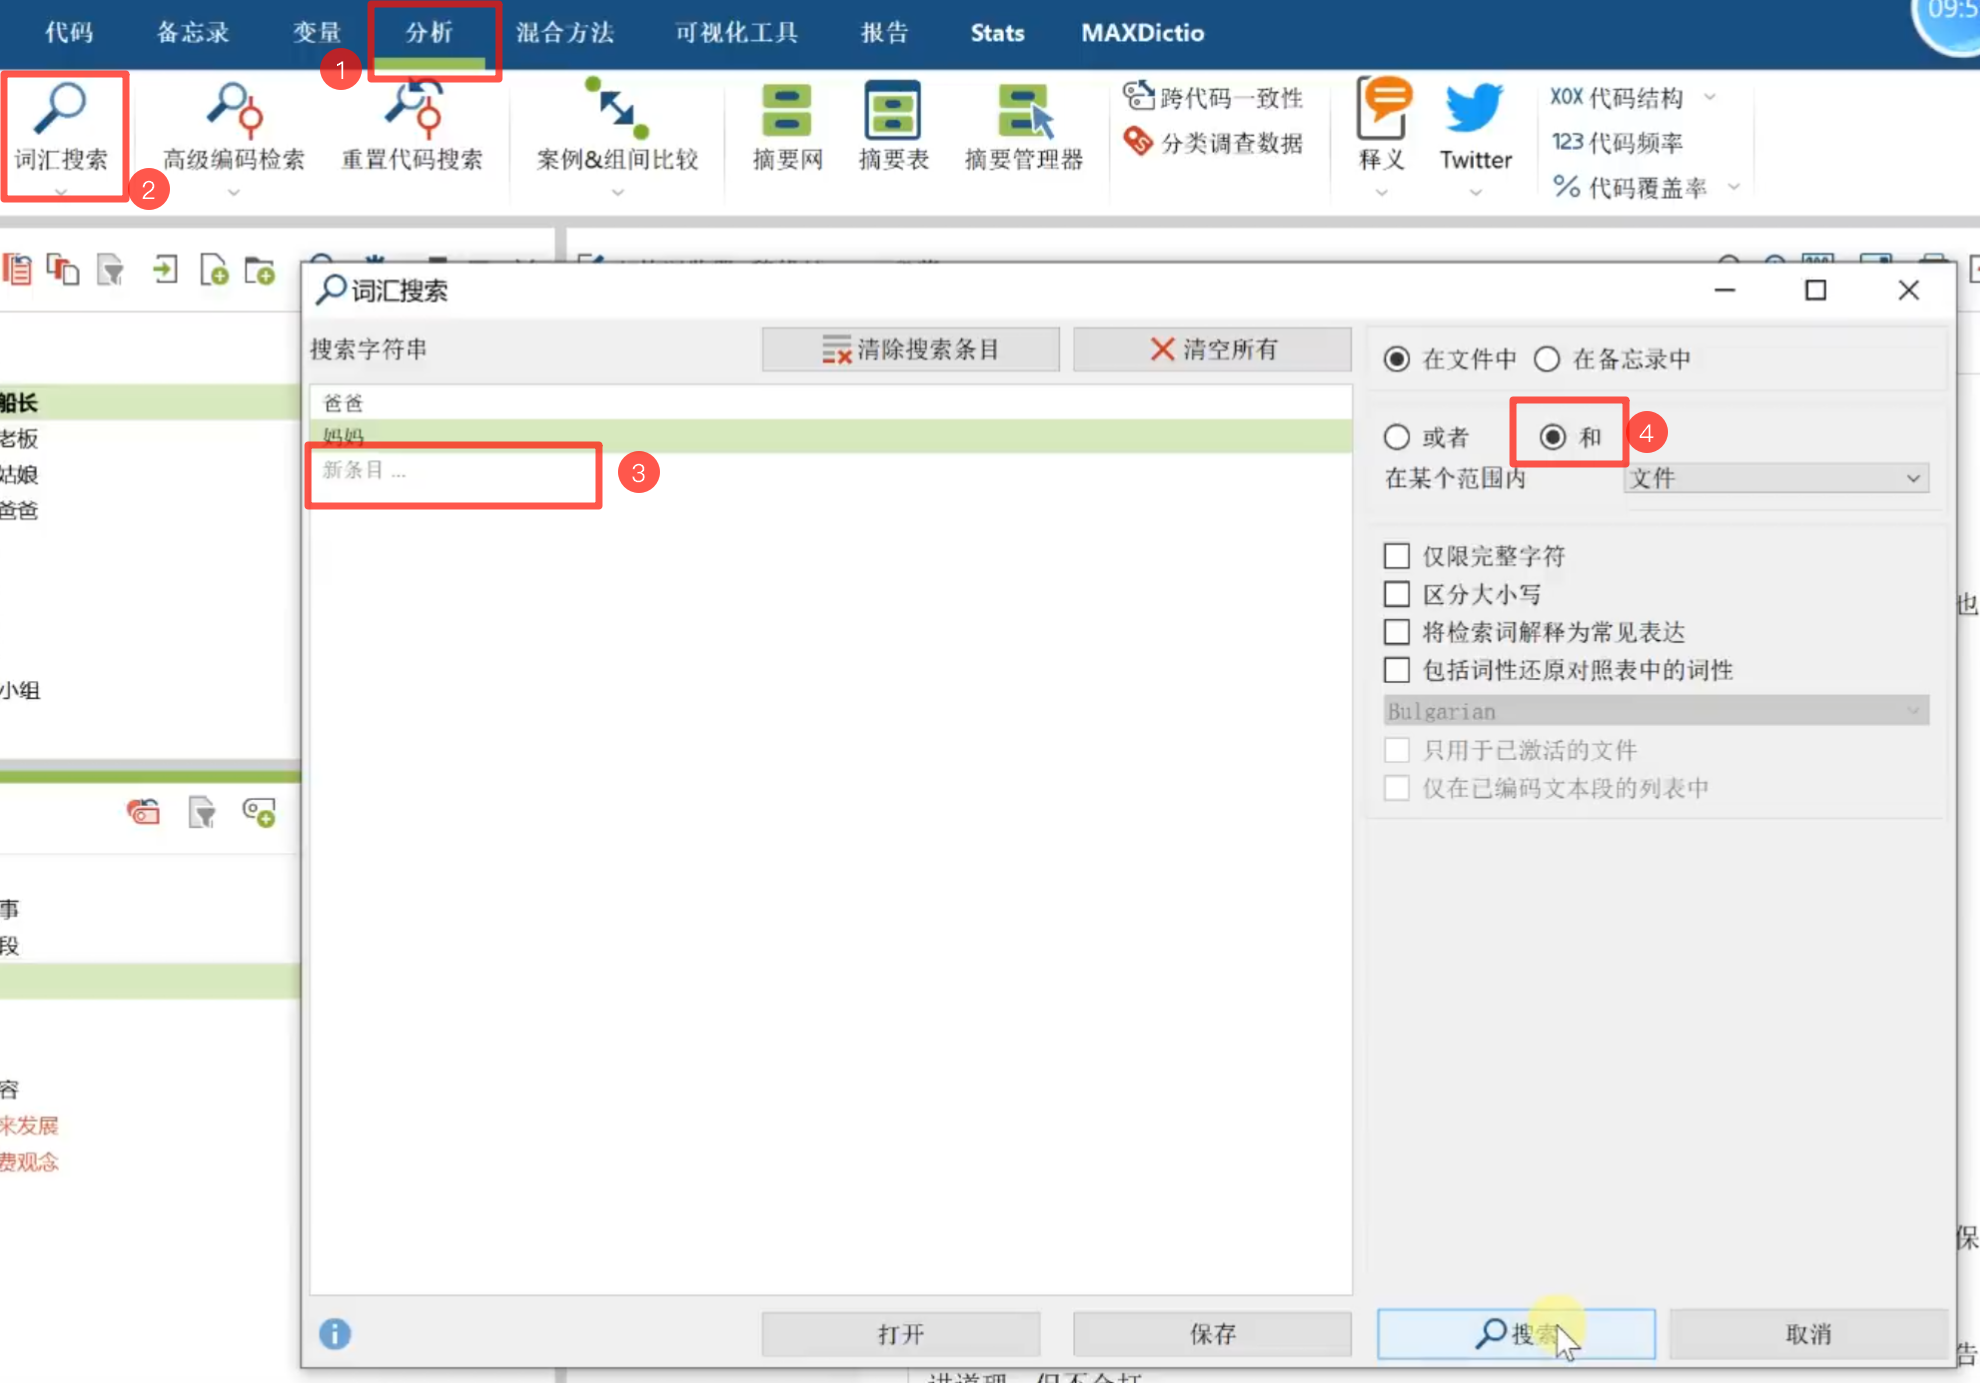 代码 备忘录 变量 分析 混合方法 可视化工具 报告 Stats MAXDictio 09:5
1
词汇搜索 高级编码检索 重置代码搜索 案例&组间比较 摘要网 摘要表 摘要管理器 跨代码一致性 分类调查数据 释义 Twitter XOX 代码结构
123 代码频率
% 代码覆盖率
2
词汇搜索
搜索字符串 清除搜索条目 清空所有 在文件中 在备忘录中
船长
老板
姑娘
爸爸
小组
事
段
容
来发展
费观念
爸爸
妈妈
新条目 ...
3
或者 和
4
在某个范围内 文件
仅限完整字符
区分大小写
将检索词解释为常见表达
包括词性还原对照表中的词性
Bulgarian
只用于已激活的文件
仅在已编码文本段的列表中
打开 保存 搜索 取消
也
保
告